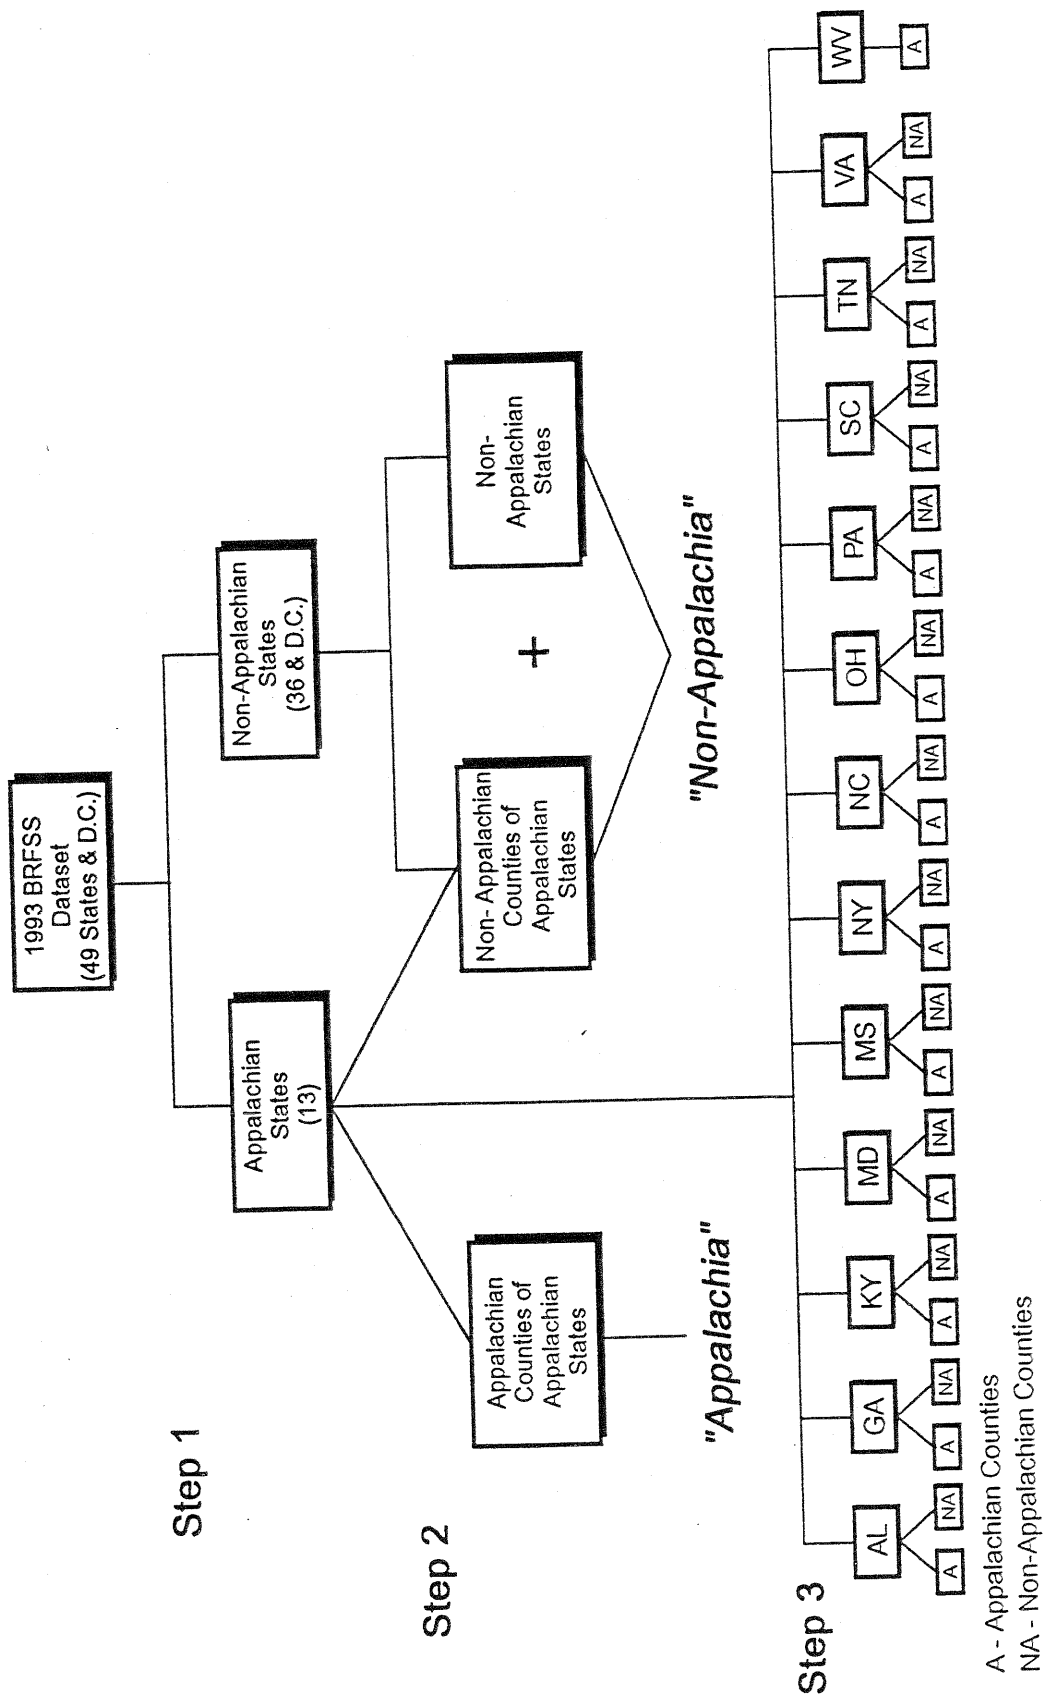 1993 BRFSS
Dataset
(49 States & D.C.)
Step 1
Appalachian
States
(13)
Non-Appalachian
States
(36 & D.C.)
Step 2
Appalachian
Counties of
Appalachian
States
Non- Appalachian
Counties of
Appalachian
States
+
Non-
Appalachian
States
"Appalachia"
"Non-Appalachia"
Step 3
AL GA KY MD MS NY NC OH PA SC TN VA WV
A NA A NA A NA A NA A NA A NA A NA A NA A NA A NA A NA A NA A
A - Appalachian Counties
NA - Non-Appalachian Counties